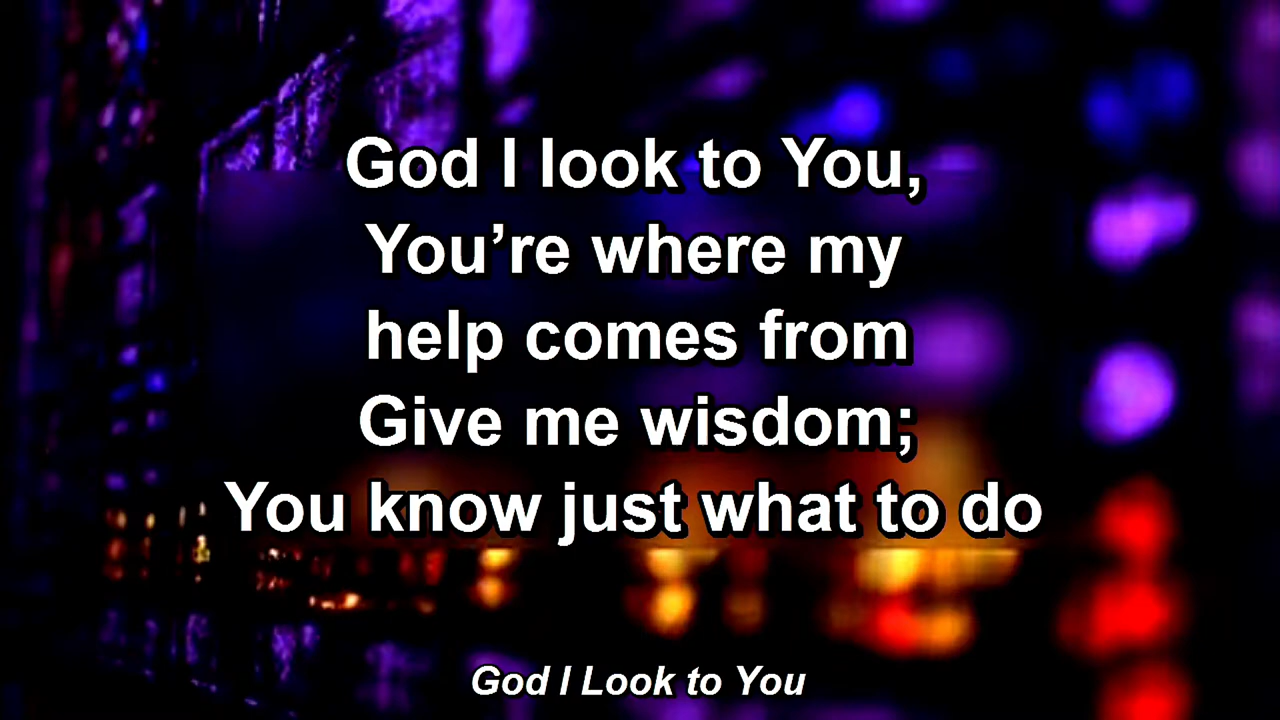 God I look to You,
You’re where my
help comes from
Give me wisdom;
You know just what to do
God I Look to You